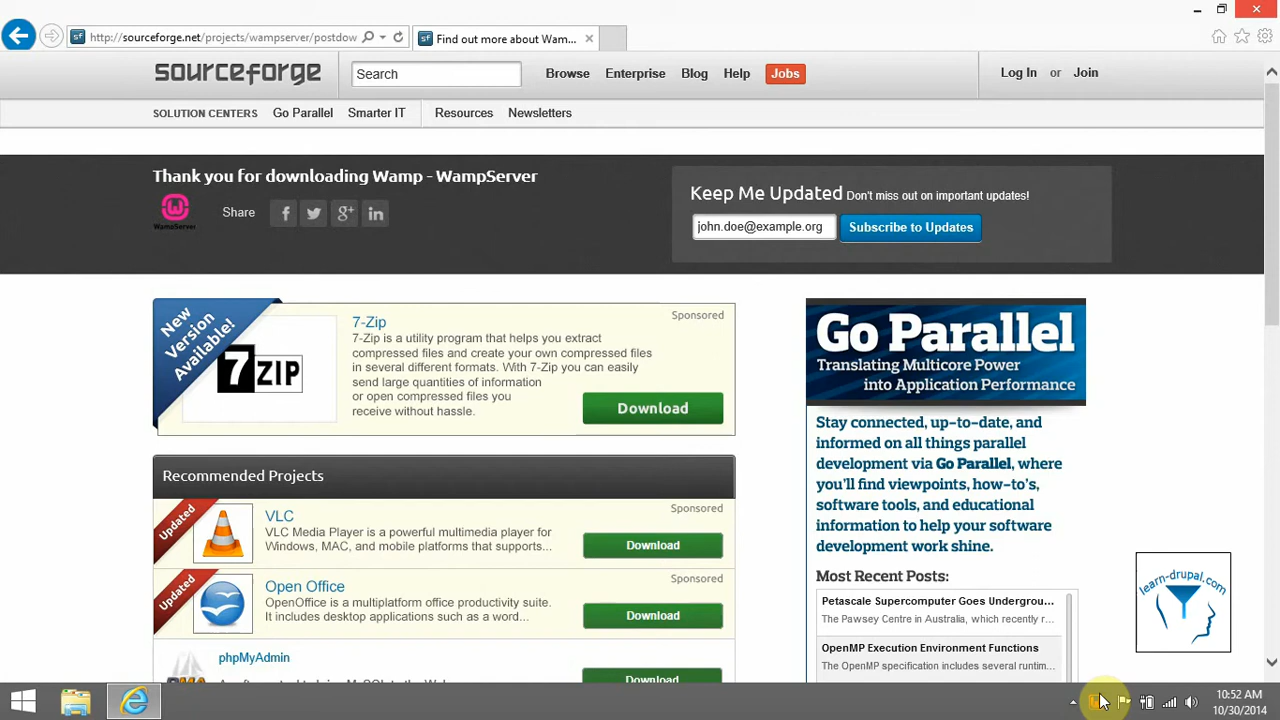 http://sourceforge.net/projects/wampserver/postdow
Find out more about Wam...
sourceforge
Search
Browse Enterprise Blog Help Jobs
Log In or Join
SOLUTION CENTERS Go Parallel Smarter IT Resources Newsletters
Thank you for downloading Wamp - WampServer
WampServer
Share
Keep Me Updated Don't miss out on important updates!
john.doe@example.org Subscribe to Updates
New
Version
Available!
7ZIP
7-Zip
Sponsored
7-Zip is a utility program that helps you extract
compressed files and create your own compressed files
in several different formats. With 7-Zip you can easily
send large quantities of information
or open compressed files you
receive without hassle.
Download
Recommended Projects
Updated
VLC
Sponsored
VLC Media Player is a powerful multimedia player for
Windows, MAC, and mobile platforms that supports...
Download
Updated
Open Office
Sponsored
OpenOffice is a multiplatform office productivity suite.
It includes desktop applications such as a word...
Download
phpMyAdmin
Download
Go Parallel
Translating Multicore Power
into Application Performance
Stay connected, up-to-date, and
informed on all things parallel
development via Go Parallel, where
you'll find viewpoints, how-to's,
software tools, and educational
information to help your software
development work shine.
Most Recent Posts:
Petascale Supercomputer Goes Undergrou...
The Pawsey Centre in Australia, which recently r...
OpenMP Execution Environment Functions
The OpenMP specification includes several runtim...
learn-drupal.com
10:52 AM
10/30/2014